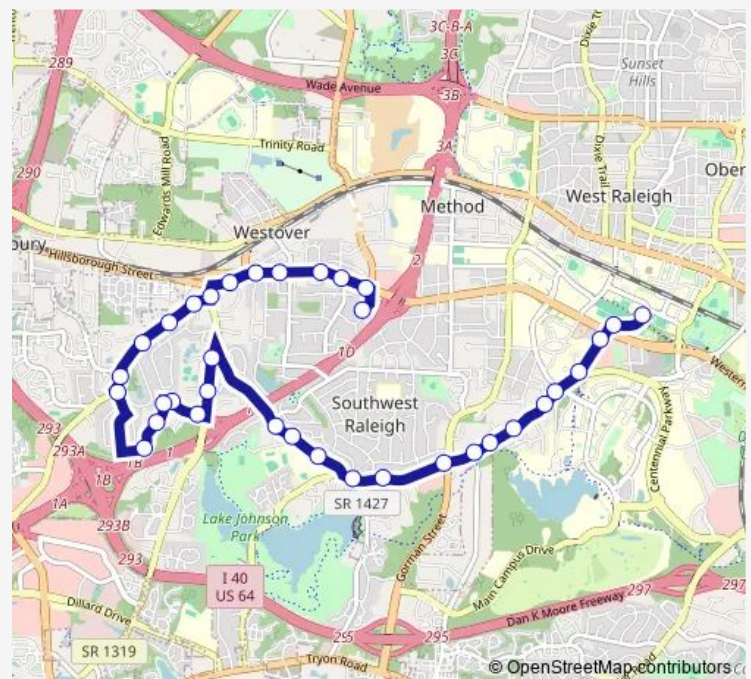 3C-B-A
3C
289
Dixie Tr
Sunset
Hills
Wade Avenue
3B
Edwards Mill Road
Trinity Road
3A
Dixie Trail
290
West Raleigh
Ober
Method
Westover
bury
2
Hillsborough Street
1D
Western
Southwest
Raleigh
Centennial Parkway
293
293A
1B
1
1B
1A
SR 1427
293B
Lake Johnson
Park
Gorman Street
Main Campus Drive
293
I 40
US 64
297
297
Dan K Moore Freeway
Dillard Drive
295
295
SR 1319
Tryon Road
© OpenStreetMap contributors